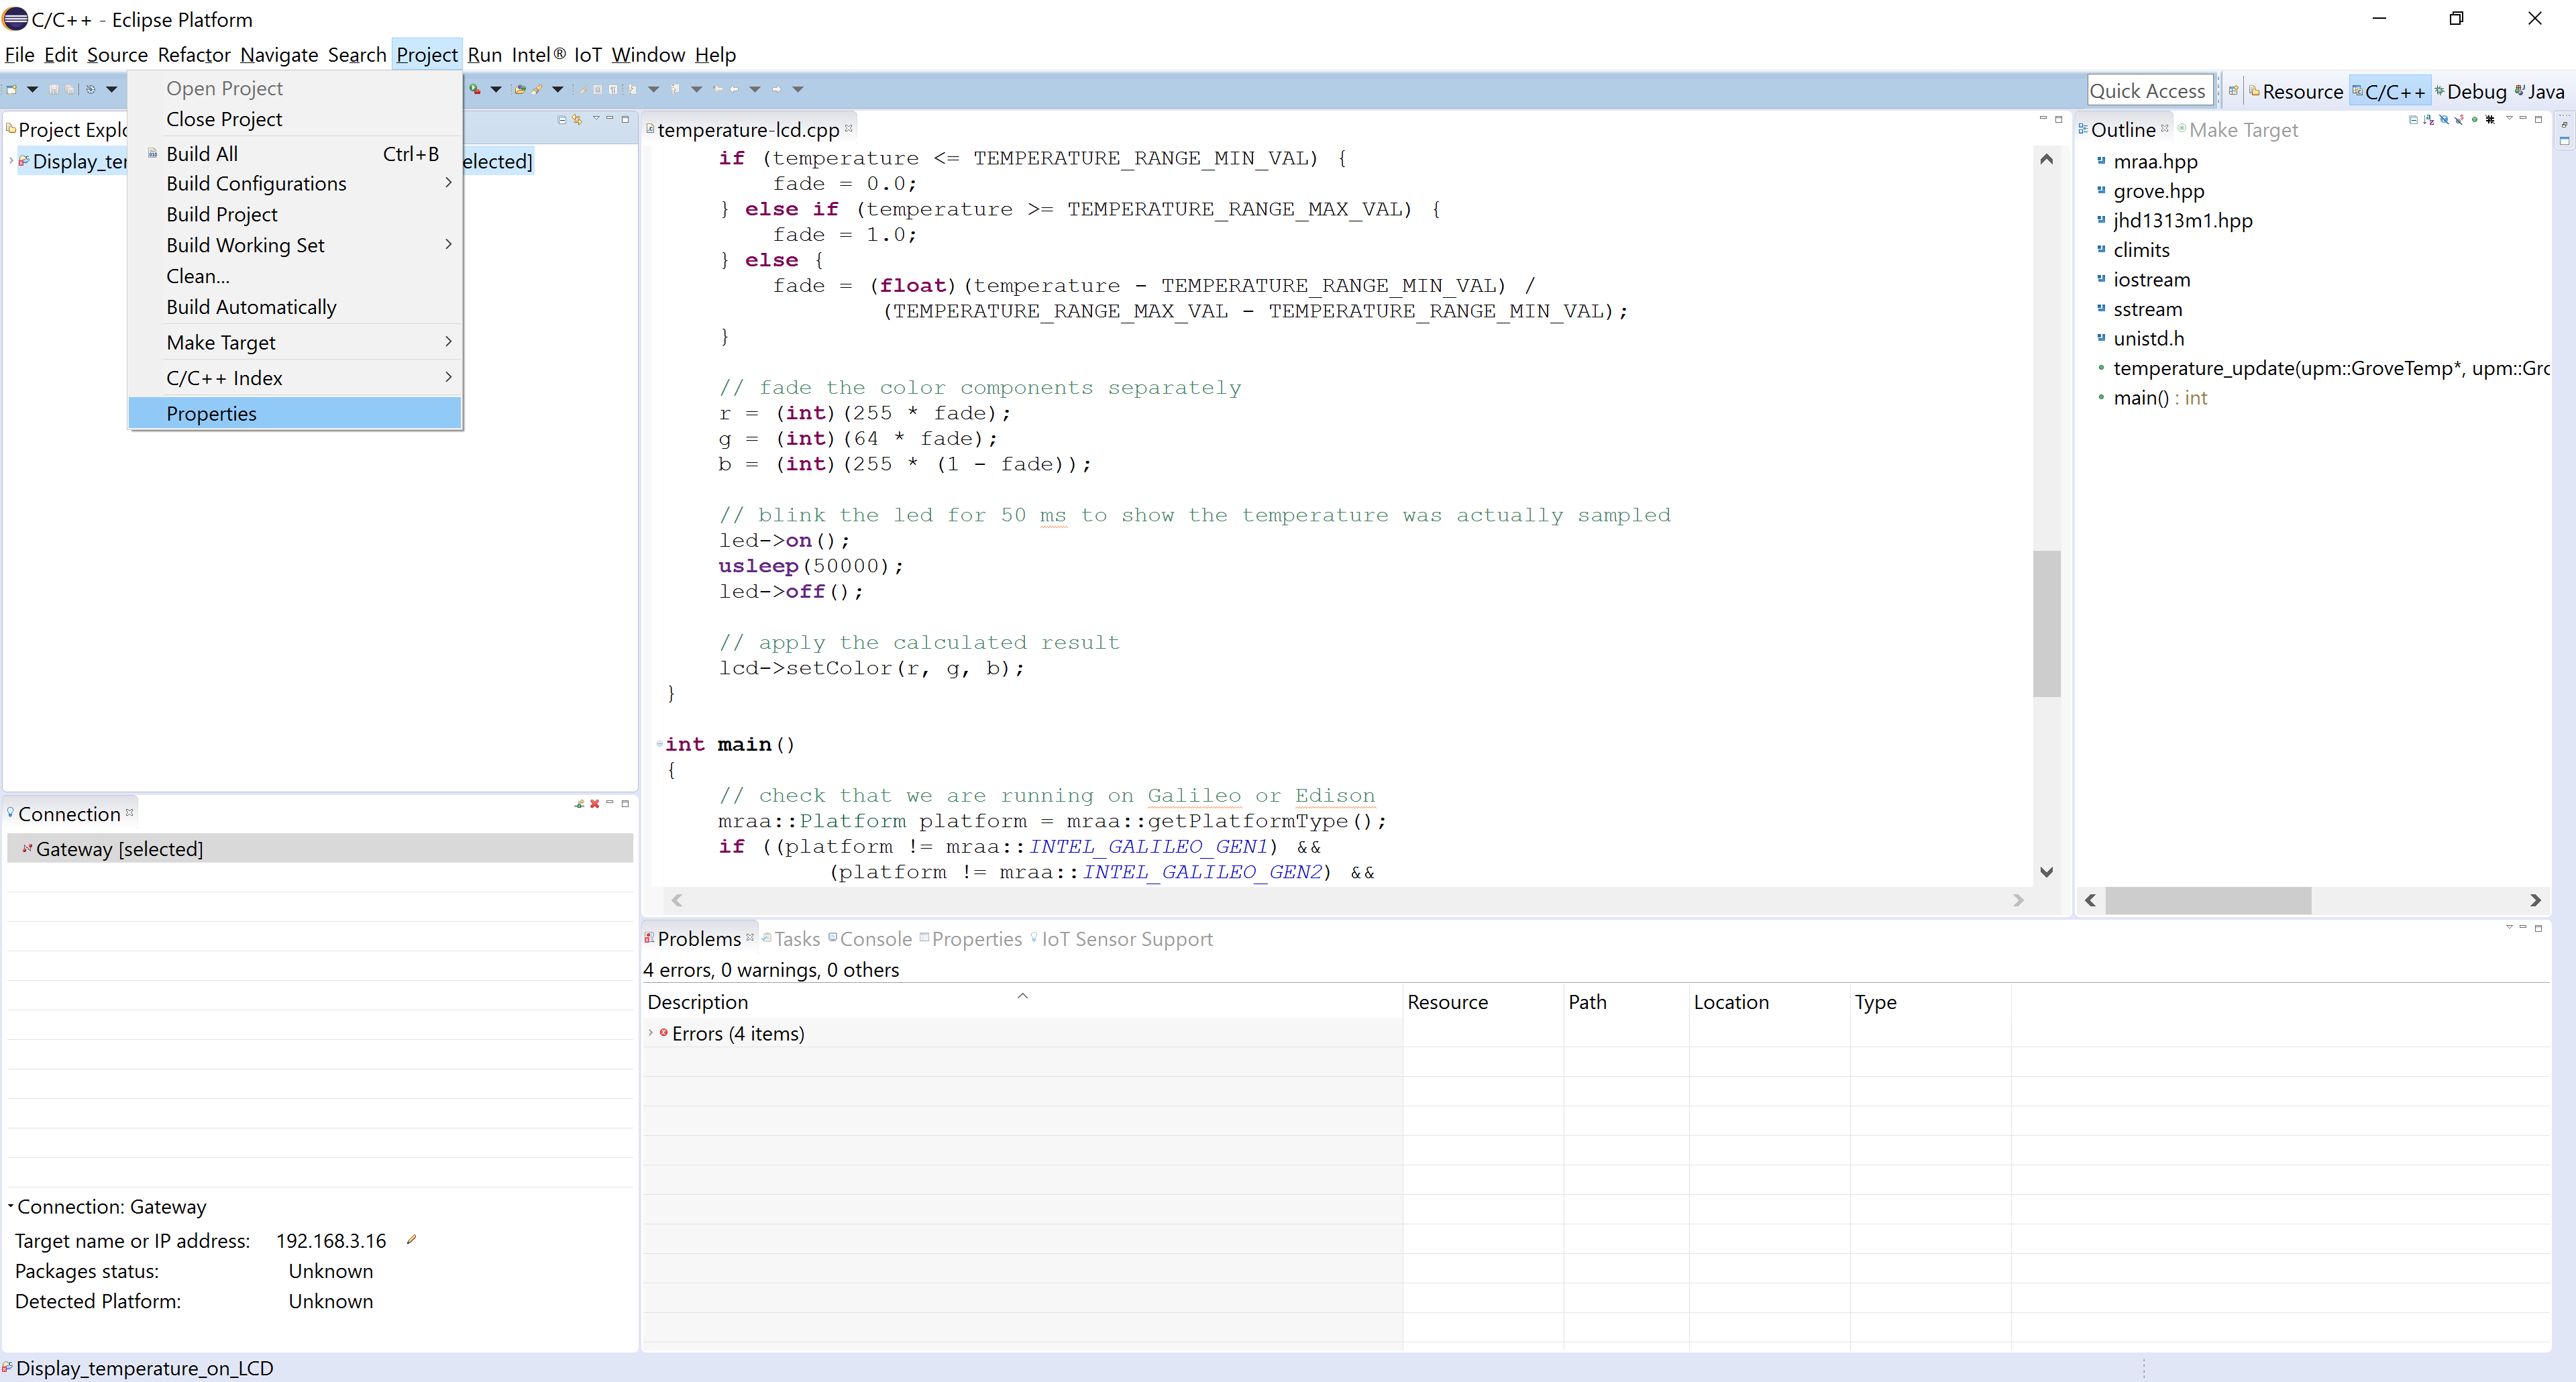 C/C++ - Eclipse Platform
File Edit Source Refactor Navigate Search Project Run Intel® IoT Window Help
Quick Access
Resource C/C++ Debug Java
Open Project
Close Project
Build All Ctrl+B
Build Configurations
Build Project
Build Working Set
Clean...
Build Automatically
Make Target
C/C++ Index
Properties
Project Explo
Display_ter
elected]
temperature-lcd.cpp
if (temperature <= TEMPERATURE_RANGE_MIN_VAL) {
fade = 0.0;
} else if (temperature >= TEMPERATURE_RANGE_MAX_VAL) {
fade = 1.0;
} else {
fade = (float)(temperature - TEMPERATURE_RANGE_MIN_VAL) /
(TEMPERATURE_RANGE_MAX_VAL - TEMPERATURE_RANGE_MIN_VAL);
}
// fade the color components separately
r = (int)(255 * fade);
g = (int)(64 * fade);
b = (int)(255 * (1 - fade));
// blink the led for 50 ms to show the temperature was actually sampled
led->on();
usleep(50000);
led->off();
// apply the calculated result
lcd->setColor(r, g, b);
}
int main()
{
// check that we are running on Galileo or Edison
mraa::Platform platform = mraa::getPlatformType();
if ((platform != mraa::INTEL_GALILEO_GEN1) &&
(platform != mraa::INTEL_GALILEO_GEN2) &&
Outline Make Target
mraa.hpp
grove.hpp
jhd1313m1.hpp
climits
iostream
sstream
unistd.h
temperature_update(upm::GroveTemp*, upm::Gro
main() : int
Connection
Gateway [selected]
Connection: Gateway
Target name or IP address: 192.168.3.16
Packages status: Unknown
Detected Platform: Unknown
Problems Tasks Console Properties IoT Sensor Support
4 errors, 0 warnings, 0 others
Description Resource Path Location Type
Errors (4 items)
Display_temperature_on_LCD